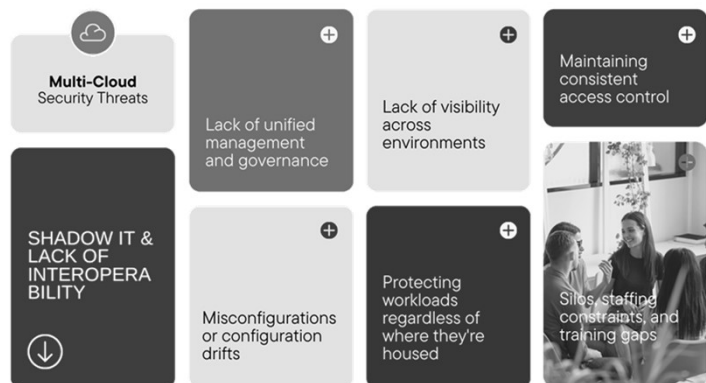 Multi-Cloud
Security Threats
SHADOW IT &
LACK OF
INTEROPERA
BILITY
Lack of unified
management
and governance
Misconfigurations
or configuration
drifts
Lack of visibility
across
environments
Protecting
workloads
regardless of
where they're
housed
Maintaining
consistent
access control
Silos, staffing
constraints, and
training gaps